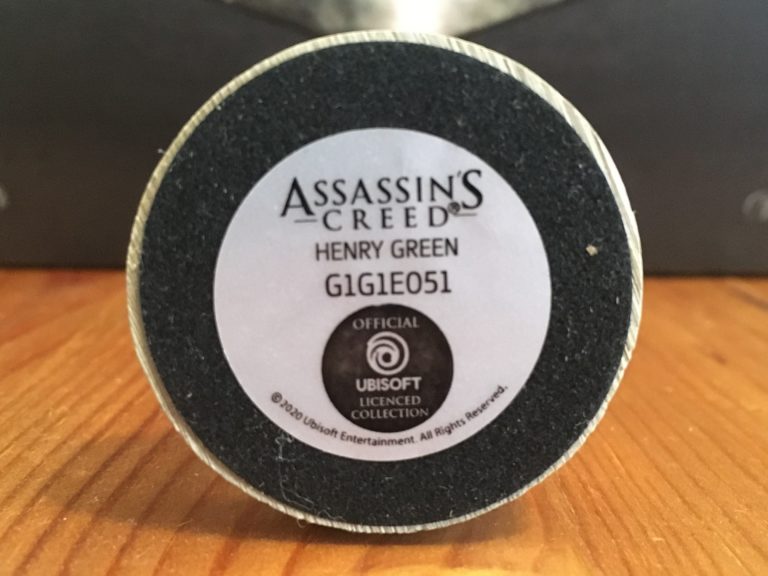 ASSASSIN'S
CREED®
HENRY GREEN
G1G1E051
OFFICIAL
UBISOFT
LICENCED
COLLECTION
©2020 Ubisoft Entertainment. All Rights Reserved.